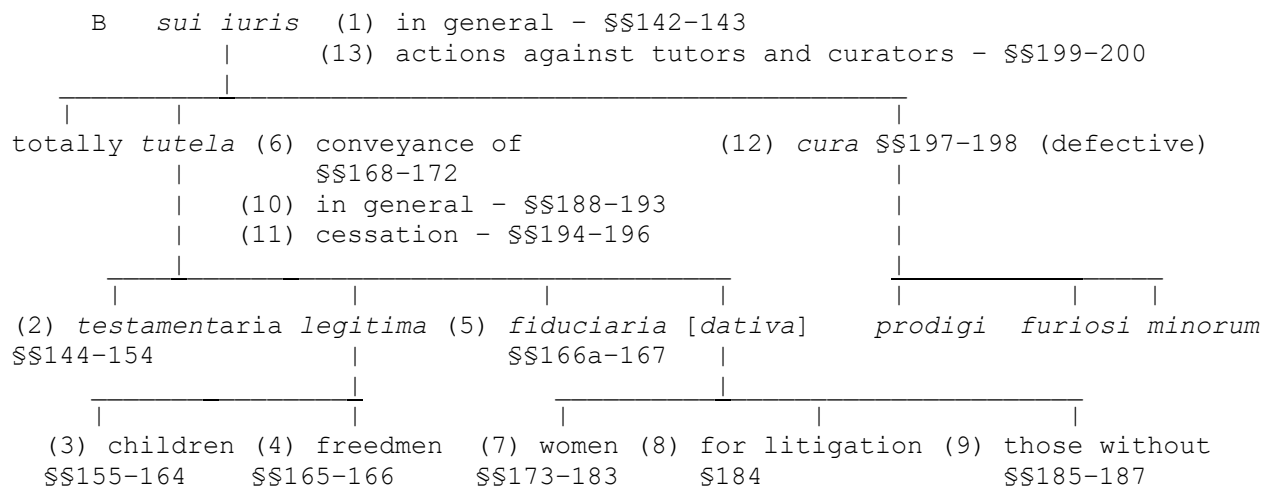 B sui iuris (1) in general – §§142–143
(13) actions against tutors and curators – §§199–200
totally tutela (6) conveyance of (12) cura §§197–198 (defective)
§§168–172
(10) in general – §§188–193
(11) cessation – §§194–196
(2) testamentaria legitima (5) fiduciaria [dativa] prodigi furiosi minorum
§§144–154 §§166a–167
(3) children (4) freedmen (7) women (8) for litigation (9) those without
§§155–164 §§165–166 §§173–183 §184 §§185–187